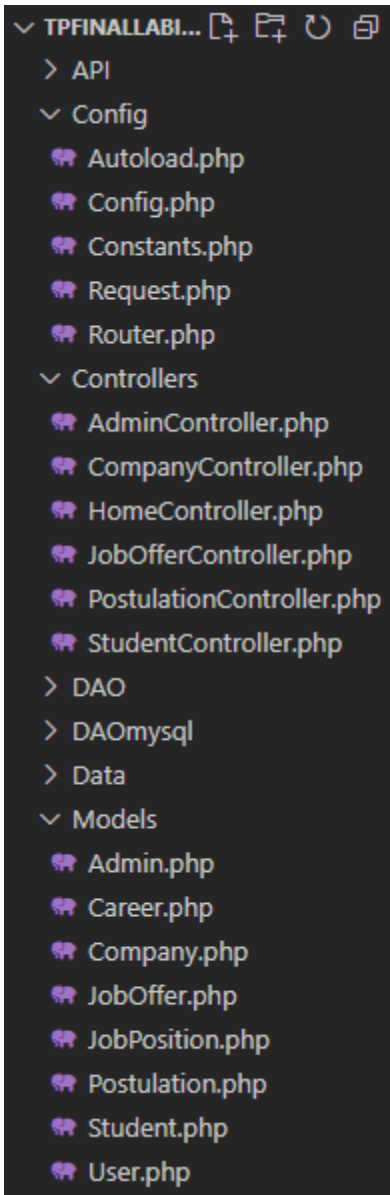 TPFINALLABI...
API
Config
Autoload.php
Config.php
Constants.php
Request.php
Router.php
Controllers
AdminController.php
CompanyController.php
HomeController.php
JobOfferController.php
PostulationController.php
StudentController.php
DAO
DAOmysql
Data
Models
Admin.php
Career.php
Company.php
JobOffer.php
JobPosition.php
Postulation.php
Student.php
User.php